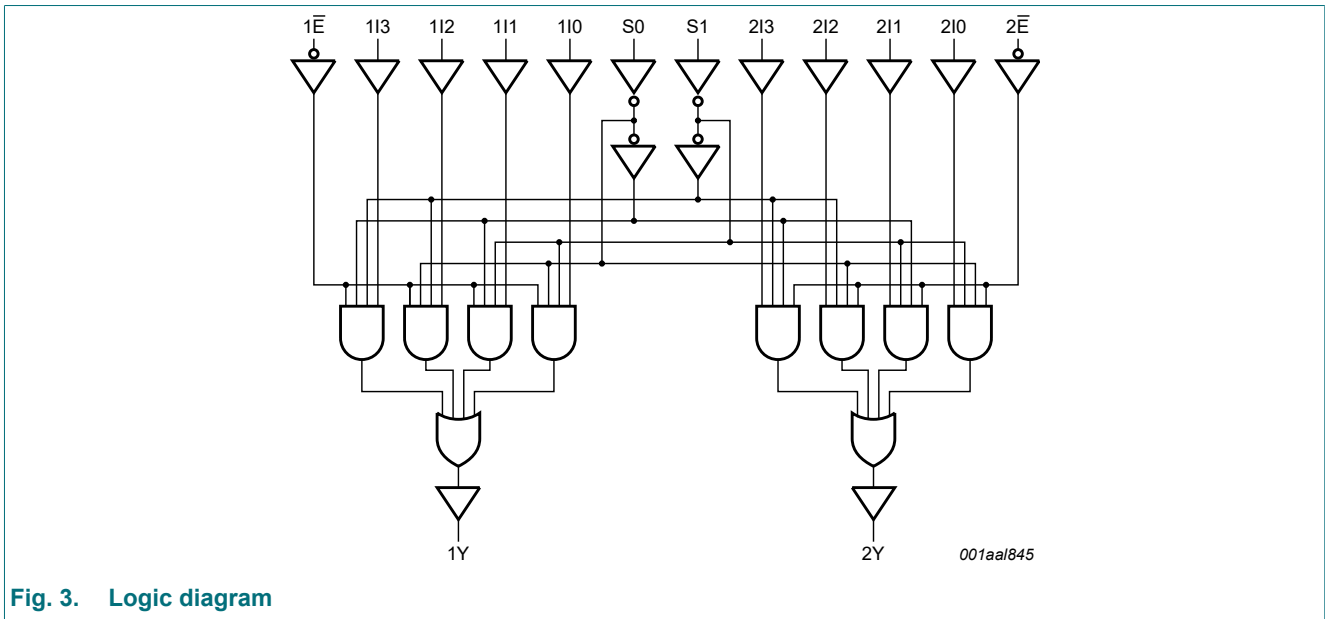 1E̅ 1I3 1I2 1I1 1I0 S0 S1 2I3 2I2 2I1 2I0 2E̅
1Y 2Y 001aal845
Fig. 3. Logic diagram